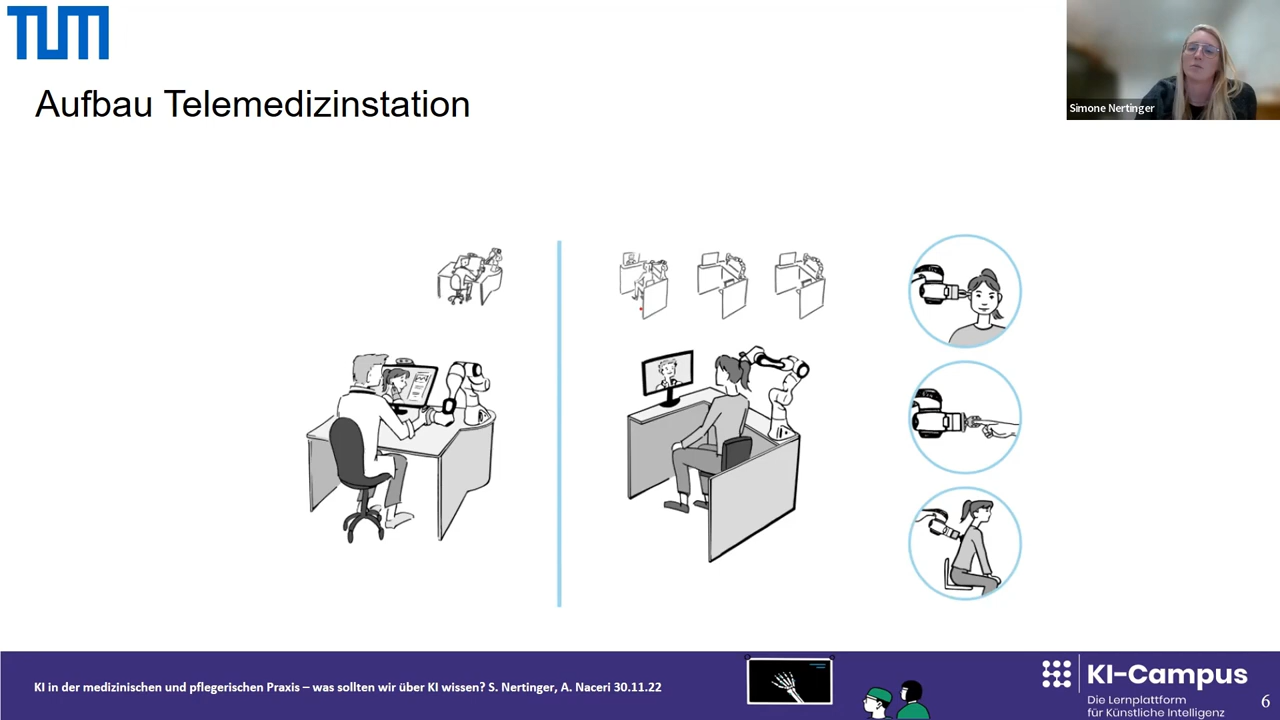 TUM
Simone Nertinger
Aufbau Telemedizinstation
KI in der medizinischen und pflegerischen Praxis – was sollten wir über KI wissen? S. Nertinger, A. Naceri 30.11.22
KI-Campus
Die Lernplattform
für Künstliche Intelligenz
6